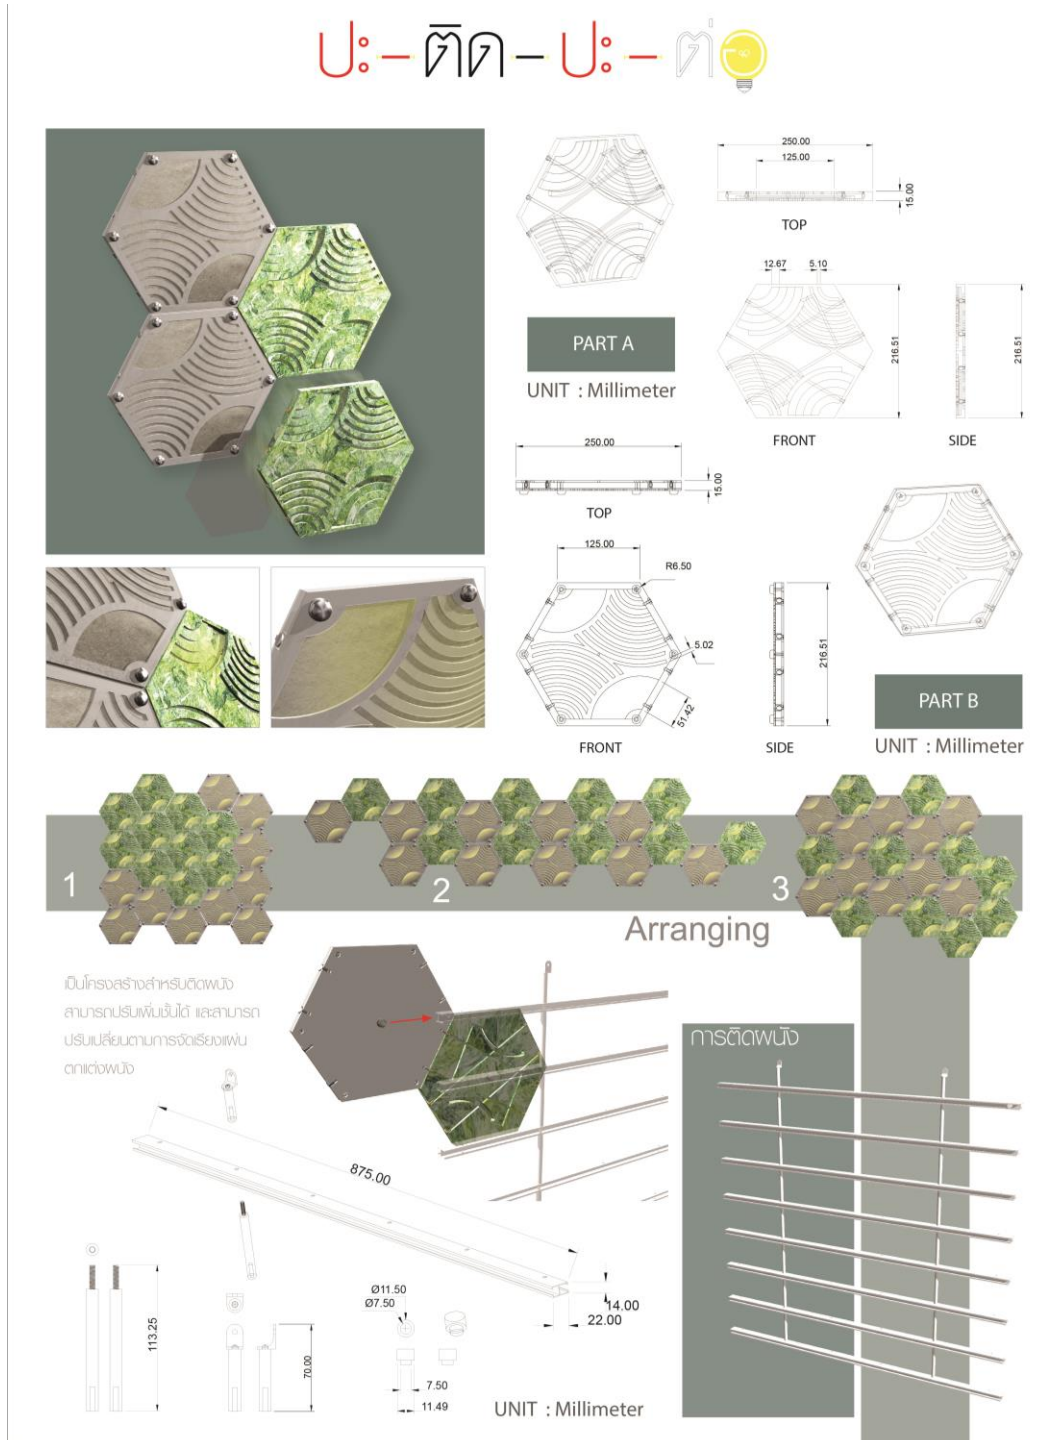 ปะ-ติด-ปะ-ต่อ
250.00
125.00
15.00
TOP
PART A
UNIT : Millimeter
12.67
5.10
216.51
216.51
FRONT
SIDE
250.00
15.00
TOP
125.00
R6.50
5.02
51.42
216.51
FRONT
SIDE
PART B
UNIT : Millimeter
1
2
3
Arranging
เป็นโครงสร้างสำหรับติดผนัง
สามารถปรับเพิ่มชั้นได้ และสามารถ
ปรับเปลี่ยนตามการจัดเรียงแผ่น
ตกแต่งผนัง
การติดผนัง
875.00
14.00
22.00
113.25
70.00
Ø11.50
Ø7.50
7.50
11.49
UNIT : Millimeter